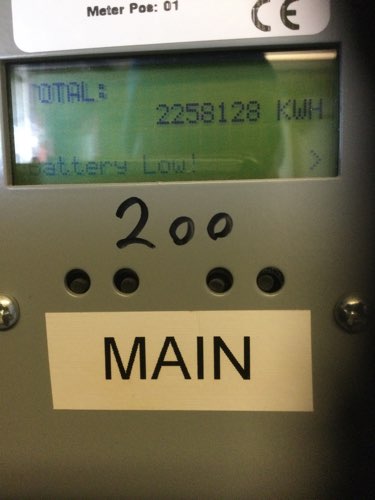 Meter Pos: 01
CE
TOTAL:
2258128 KWH
Battery Low! >
200
MAIN